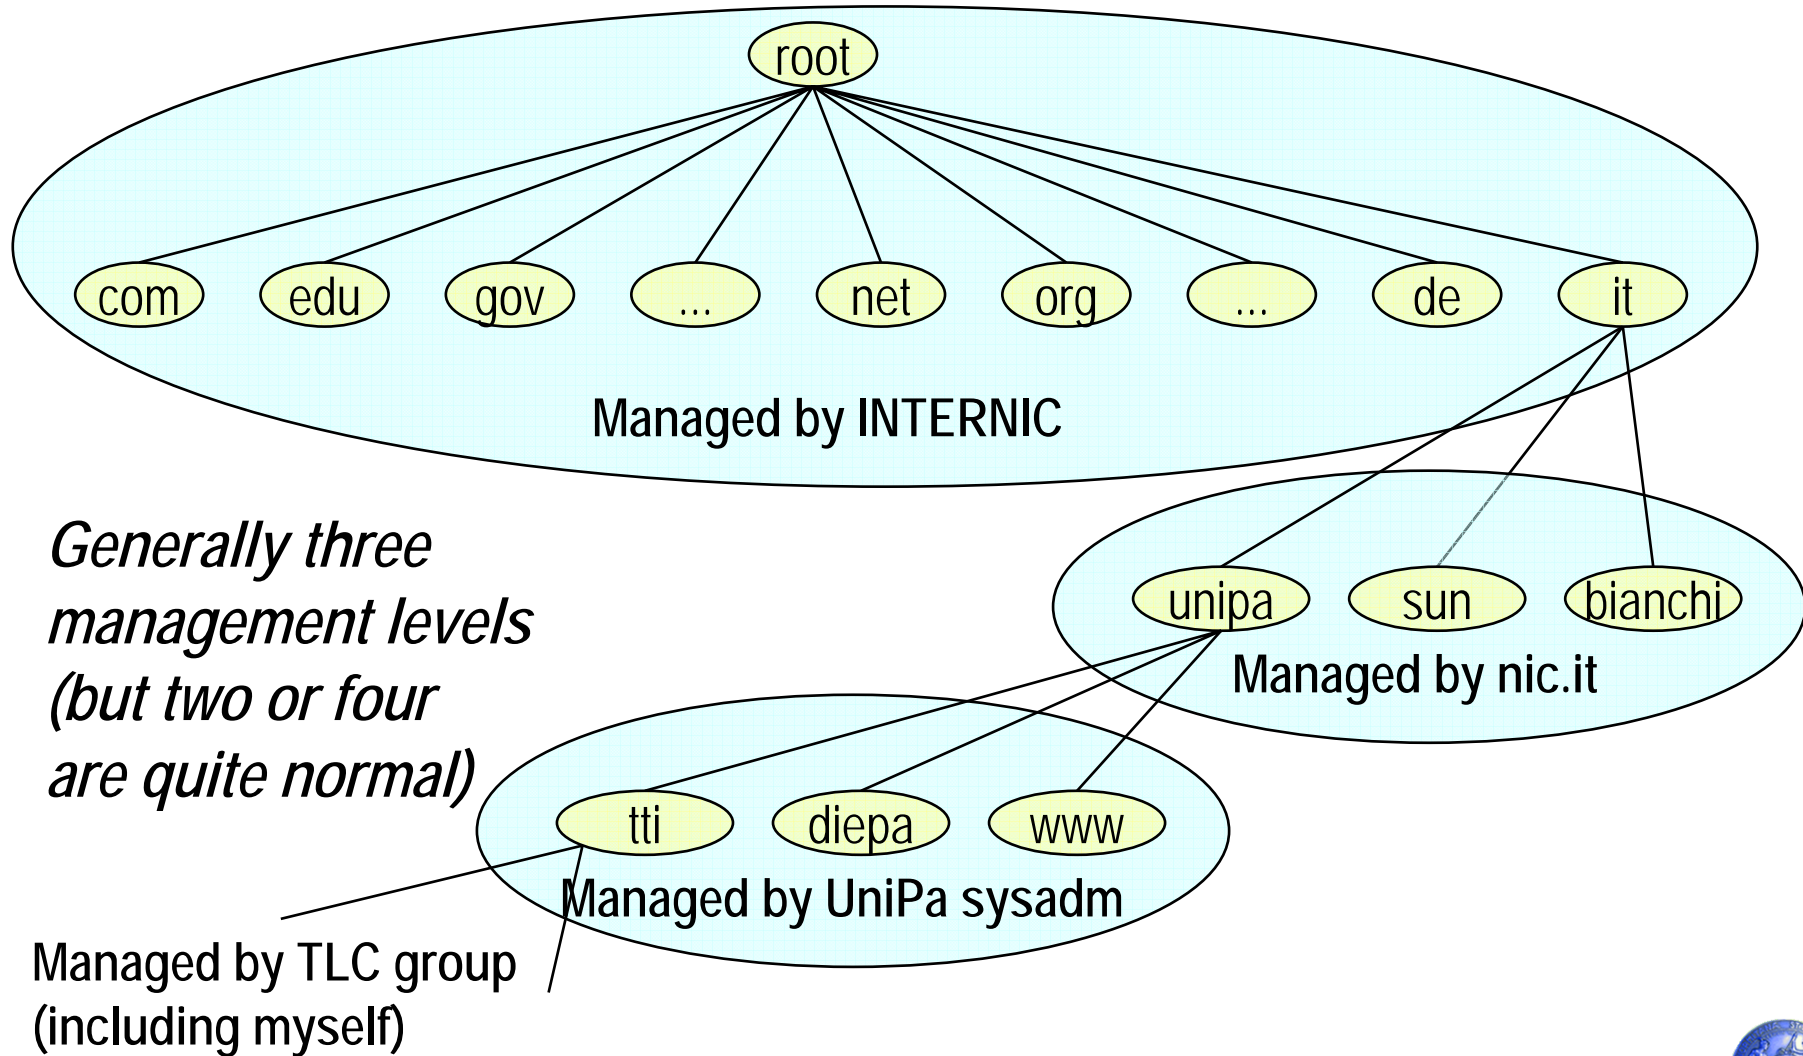 root
com edu gov ... net org ... de it
Managed by INTERNIC
Generally three
management levels
(but two or four
are quite normal)
unipa sun bianchi
Managed by nic.it
tti diepa www
Managed by UniPa sysadm
Managed by TLC group
(including myself)